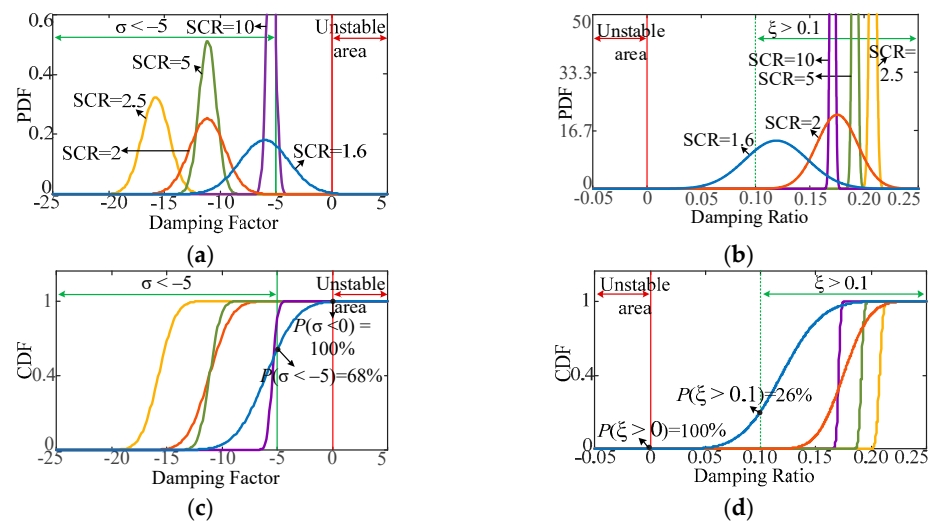 0.6
0.4
0.2
0
PDF
σ < −5
SCR=10
Unstable
area
SCR=5
SCR=2.5
SCR=2
SCR=1.6
-25 -20 -15 -10 -5 0 5
Damping Factor
(a)
50
33.3
16.7
0
PDF
Unstable
area
ξ > 0.1
SCR=10
SCR=5
SCR=
2.5
SCR=2
SCR=1.6
-0.05 0 0.05 0.10 0.15 0.20 0.25
Damping Ratio
(b)
1
0.4
0
CDF
σ < −5
Unstable
area
P(σ <0) =
100%
P(σ < −5)=68%
-25 -20 -15 -10 -5 0 5
Damping Factor
(c)
1
0.4
0
CDF
Unstable
area
ξ > 0.1
P(ξ > 0.1)=26%
P(ξ > 0)=100%
-0.05 0 0.05 0.10 0.15 0.20 0.25
Damping Ratio
(d)